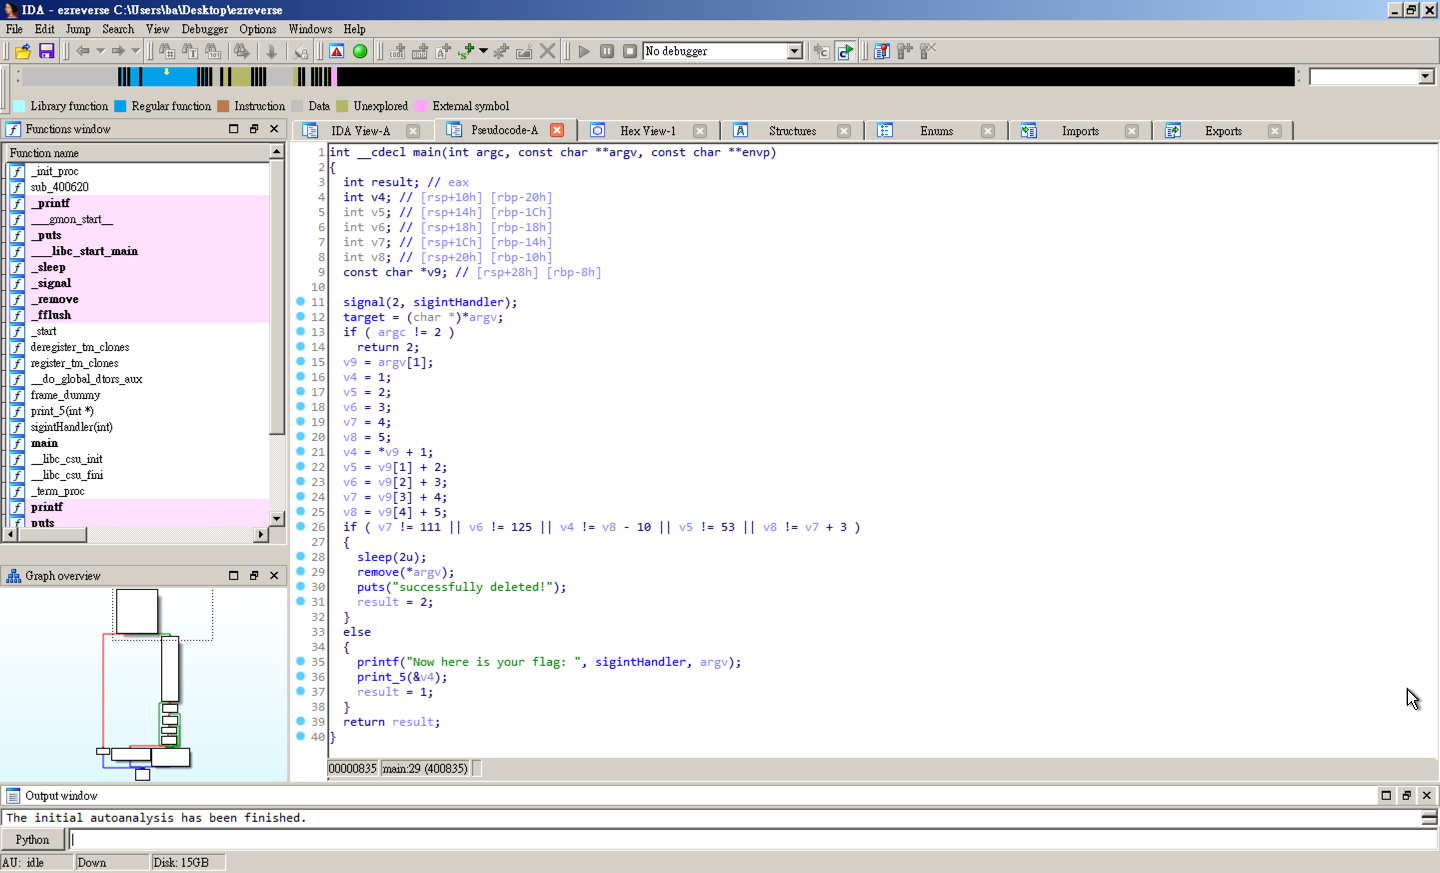 IDA - ezreverse C:\Users\ba\Desktop\ezreverse
File Edit Jump Search View Debugger Options Windows Help
No debugger
Library function Regular function Instruction Data Unexplored External symbol
Functions window
Function name
_init_proc
sub_400620
_printf
___gmon_start__
_puts
___libc_start_main
_sleep
_signal
_remove
_fflush
_start
deregister_tm_clones
register_tm_clones
__do_global_dtors_aux
frame_dummy
print_5(int *)
sigintHandler(int)
main
__libc_csu_init
__libc_csu_fini
_term_proc
printf
puts
Graph overview
IDA View-A Pseudocode-A Hex View-1 Structures Enums Imports Exports
1 int __cdecl main(int argc, const char **argv, const char **envp)
2 {
3 int result; // eax
4 int v4; // [rsp+10h] [rbp-20h]
5 int v5; // [rsp+14h] [rbp-1Ch]
6 int v6; // [rsp+18h] [rbp-18h]
7 int v7; // [rsp+1Ch] [rbp-14h]
8 int v8; // [rsp+20h] [rbp-10h]
9 const char *v9; // [rsp+28h] [rbp-8h]
10
11 signal(2, sigintHandler);
12 target = (char *)*argv;
13 if ( argc != 2 )
14 return 2;
15 v9 = argv[1];
16 v4 = 1;
17 v5 = 2;
18 v6 = 3;
19 v7 = 4;
20 v8 = 5;
21 v4 = *v9 + 1;
22 v5 = v9[1] + 2;
23 v6 = v9[2] + 3;
24 v7 = v9[3] + 4;
25 v8 = v9[4] + 5;
26 if ( v7 != 111 || v6 != 125 || v4 != v8 - 10 || v5 != 53 || v8 != v7 + 3 )
27 {
28 sleep(2u);
29 remove(*argv);
30 puts("successfully deleted!");
31 result = 2;
32 }
33 else
34 {
35 printf("Now here is your flag: ", sigintHandler, argv);
36 print_5(&v4);
37 result = 1;
38 }
39 return result;
40 }
00000835 main:29 (400835)
Output window
The initial autoanalysis has been finished.
Python
AU: idle Down Disk: 15GB